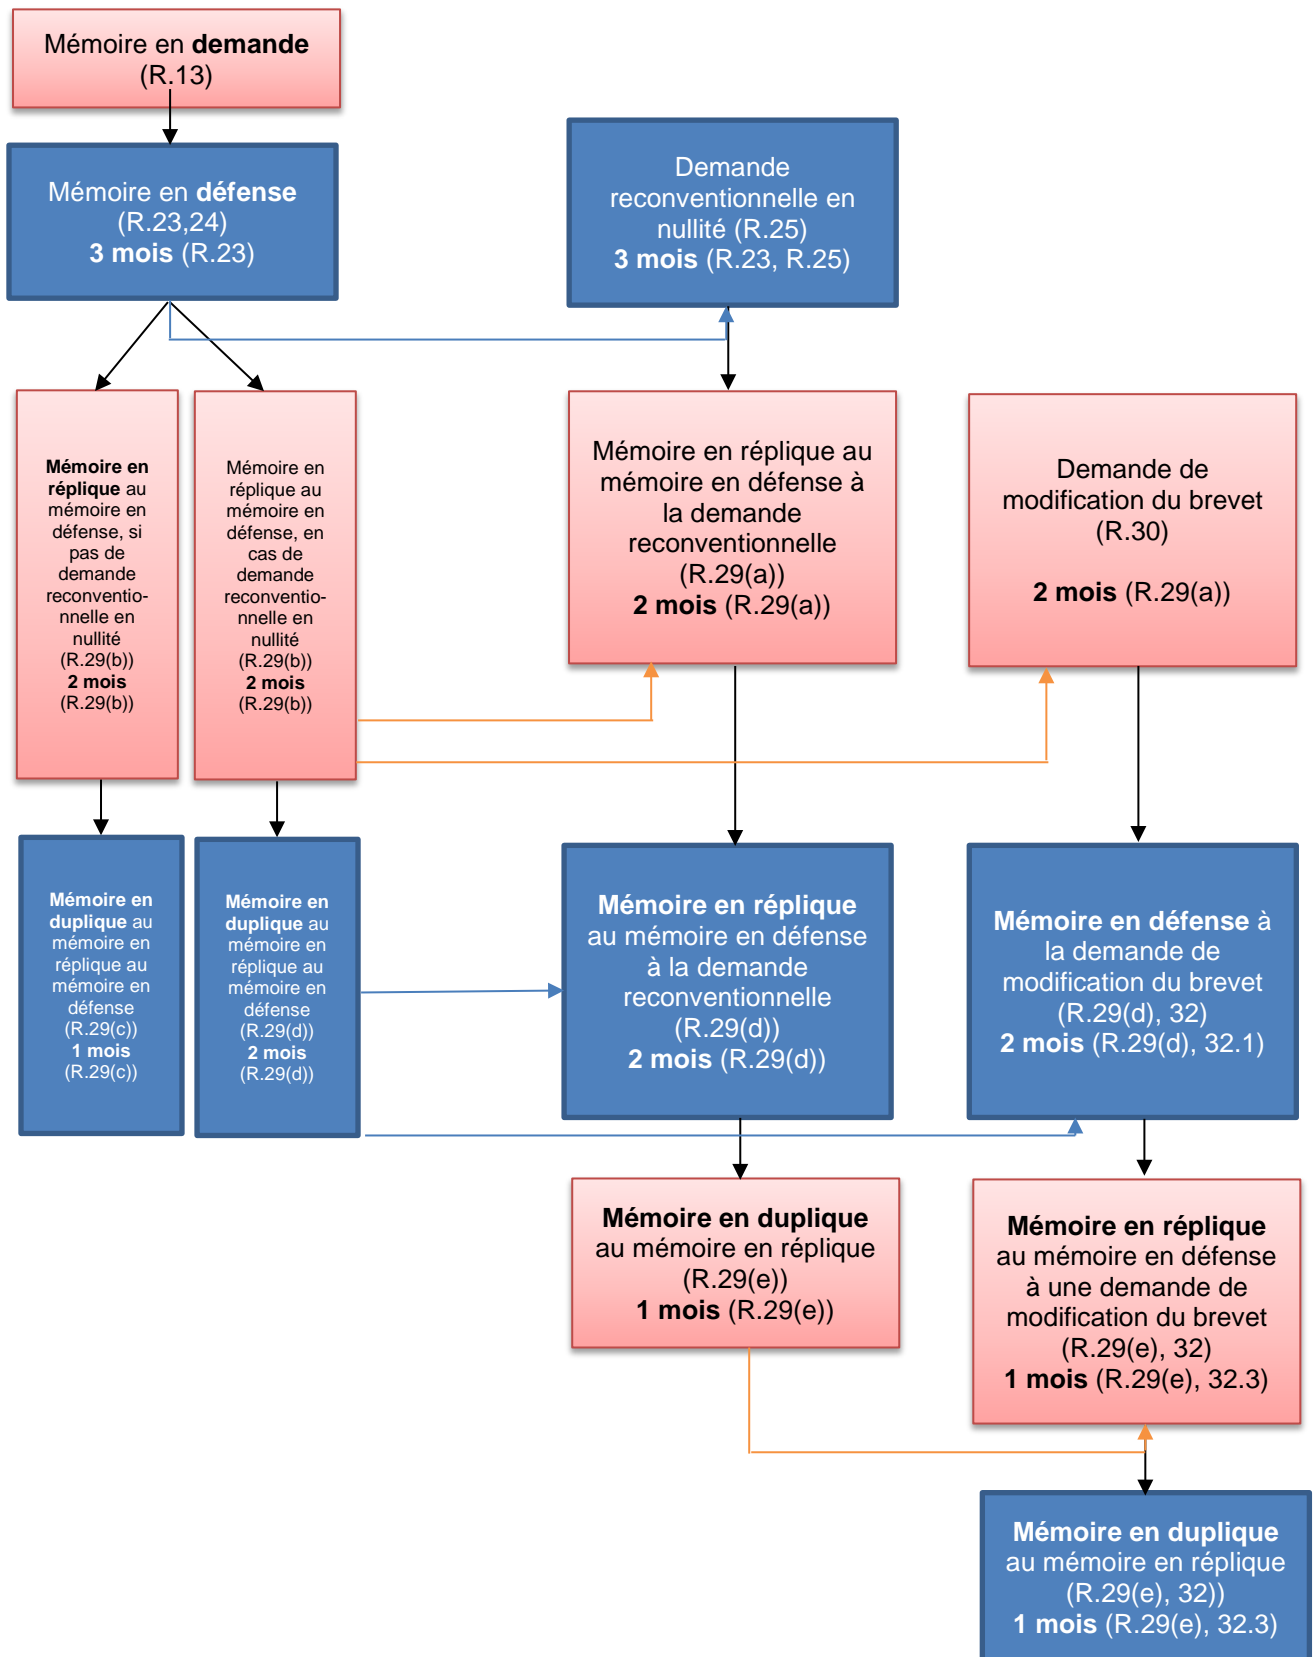 Mémoire en demande
(R.13)
Mémoire en défense
(R.23,24)
3 mois (R.23)
Demande
reconventionnelle en
nullité (R.25)
3 mois (R.23, R.25)
Mémoire en
réplique au
mémoire en
défense, si
pas de
demande
reconventio-
nnelle en
nullité
(R.29(b))
2 mois
(R.29(b))
Mémoire en
réplique au
mémoire en
défense, en
cas de
demande
reconventio-
nnelle en
nullité
(R.29(b))
2 mois
(R.29(b))
Mémoire en réplique au
mémoire en défense à
la demande
reconventionnelle
(R.29(a))
2 mois (R.29(a))
Demande de
modification du brevet
(R.30)
2 mois (R.29(a))
Mémoire en
duplique au
mémoire en
réplique au
mémoire en
défense
(R.29(c))
1 mois
(R.29(c))
Mémoire en
duplique au
mémoire en
réplique au
mémoire en
défense
(R.29(d))
2 mois
(R.29(d))
Mémoire en réplique
au mémoire en défense
à la demande
reconventionnelle
(R.29(d))
2 mois (R.29(d))
Mémoire en défense à
la demande de
modification du brevet
(R.29(d), 32)
2 mois (R.29(d), 32.1)
Mémoire en duplique
au mémoire en réplique
(R.29(e))
1 mois (R.29(e))
Mémoire en réplique
au mémoire en défense
à une demande de
modification du brevet
(R.29(e), 32)
1 mois (R.29(e), 32.3)
Mémoire en duplique
au mémoire en réplique
(R.29(e), 32))
1 mois (R.29(e), 32.3)